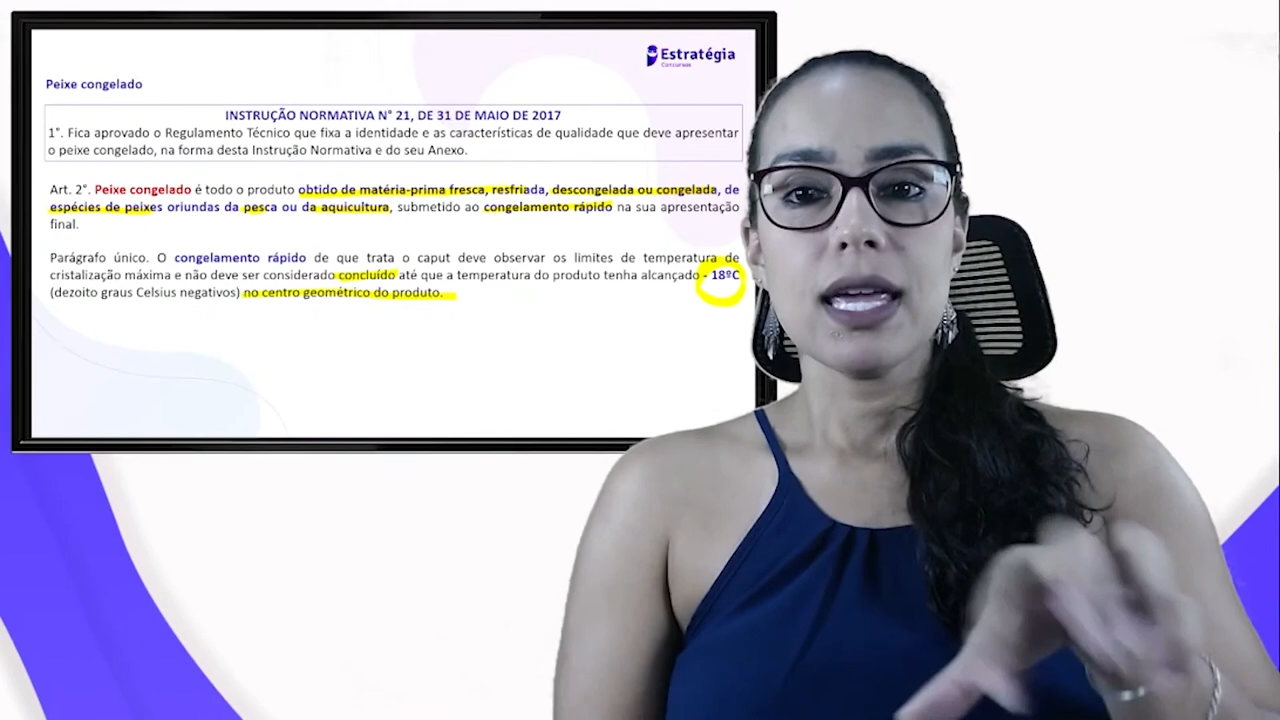 Estratégia
Concursos
Peixe congelado
INSTRUÇÃO NORMATIVA N° 21, DE 31 DE MAIO DE 2017
1°. Fica aprovado o Regulamento Técnico que fixa a identidade e as características de qualidade que deve apresentar
o peixe congelado, na forma desta Instrução Normativa e do seu Anexo.
Art. 2°. Peixe congelado é todo o produto obtido de matéria-prima fresca, resfriada, descongelada ou congelada, de
espécies de peixes oriundas da pesca ou da aquicultura, submetido ao congelamento rápido na sua apresentação
final.
Parágrafo único. O congelamento rápido de que trata o caput deve observar os limites de temperatura de
cristalização máxima e não deve ser considerado concluído até que a temperatura do produto tenha alcançado - 18ºC
(dezoito graus Celsius negativos) no centro geométrico do produto.